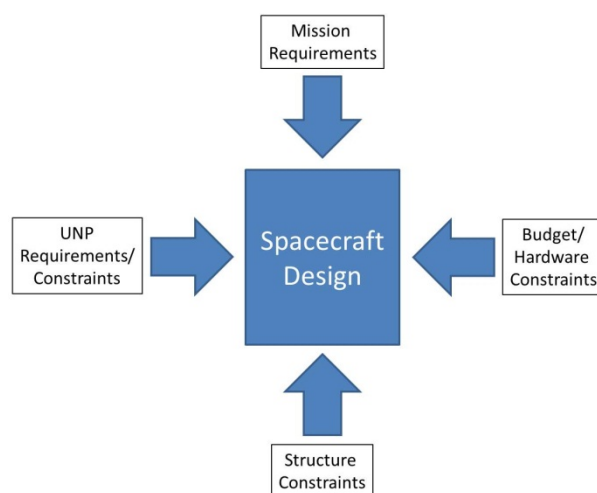 Mission
Requirements
UNP
Requirements/
Constraints
Spacecraft
Design
Budget/
Hardware
Constraints
Structure
Constraints